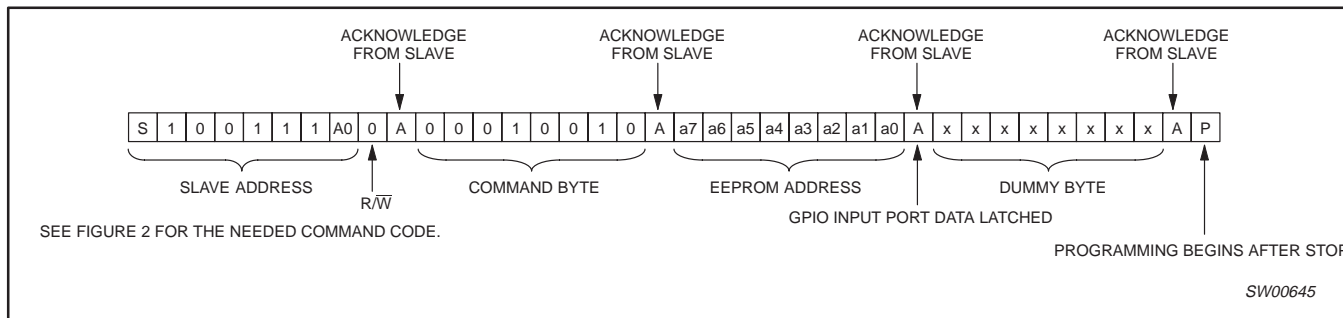 ACKNOWLEDGE
FROM SLAVE
ACKNOWLEDGE
FROM SLAVE
ACKNOWLEDGE
FROM SLAVE
ACKNOWLEDGE
FROM SLAVE
S 1 0 0 1 1 1 A0 0 A 0 0 0 1 0 0 1 0 A a7 a6 a5 a4 a3 a2 a1 a0 A x x x x x x x x A P
SLAVE ADDRESS
R/W̅
COMMAND BYTE
EEPROM ADDRESS
DUMMY BYTE
GPIO INPUT PORT DATA LATCHED
SEE FIGURE 2 FOR THE NEEDED COMMAND CODE.
PROGRAMMING BEGINS AFTER STOP
SW00645